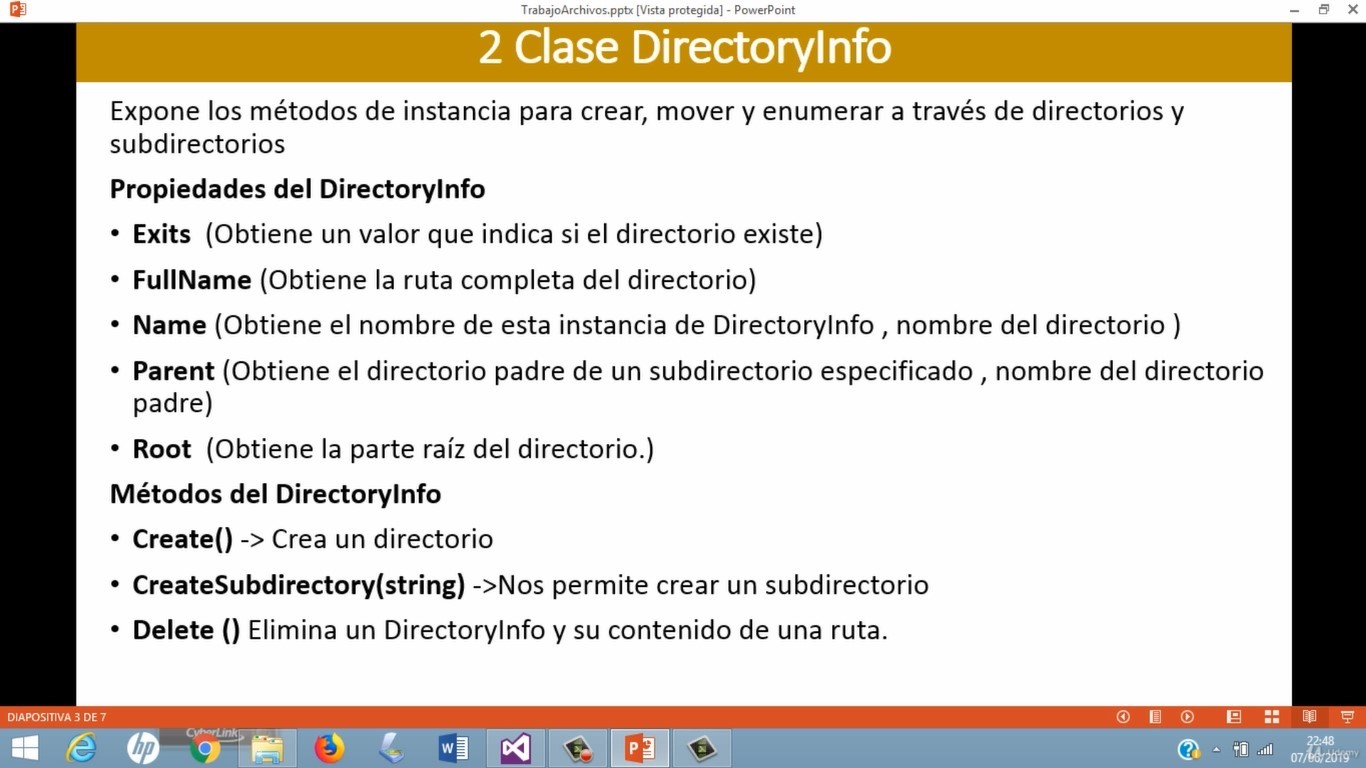 TrabajoArchivos.pptx [Vista protegida] - PowerPoint
2 Clase DirectoryInfo
Expone los métodos de instancia para crear, mover y enumerar a través de directorios y
subdirectorios
Propiedades del DirectoryInfo
• Exits (Obtiene un valor que indica si el directorio existe)
• FullName (Obtiene la ruta completa del directorio)
• Name (Obtiene el nombre de esta instancia de DirectoryInfo , nombre del directorio )
• Parent (Obtiene el directorio padre de un subdirectorio especificado , nombre del directorio
padre)
• Root (Obtiene la parte raíz del directorio.)
Métodos del DirectoryInfo
• Create() -> Crea un directorio
• CreateSubdirectory(string) ->Nos permite crear un subdirectorio
• Delete () Elimina un DirectoryInfo y su contenido de una ruta.
DIAPOSITIVA 3 DE 7
CyberLink
22:48
07/08/2019
Udemy